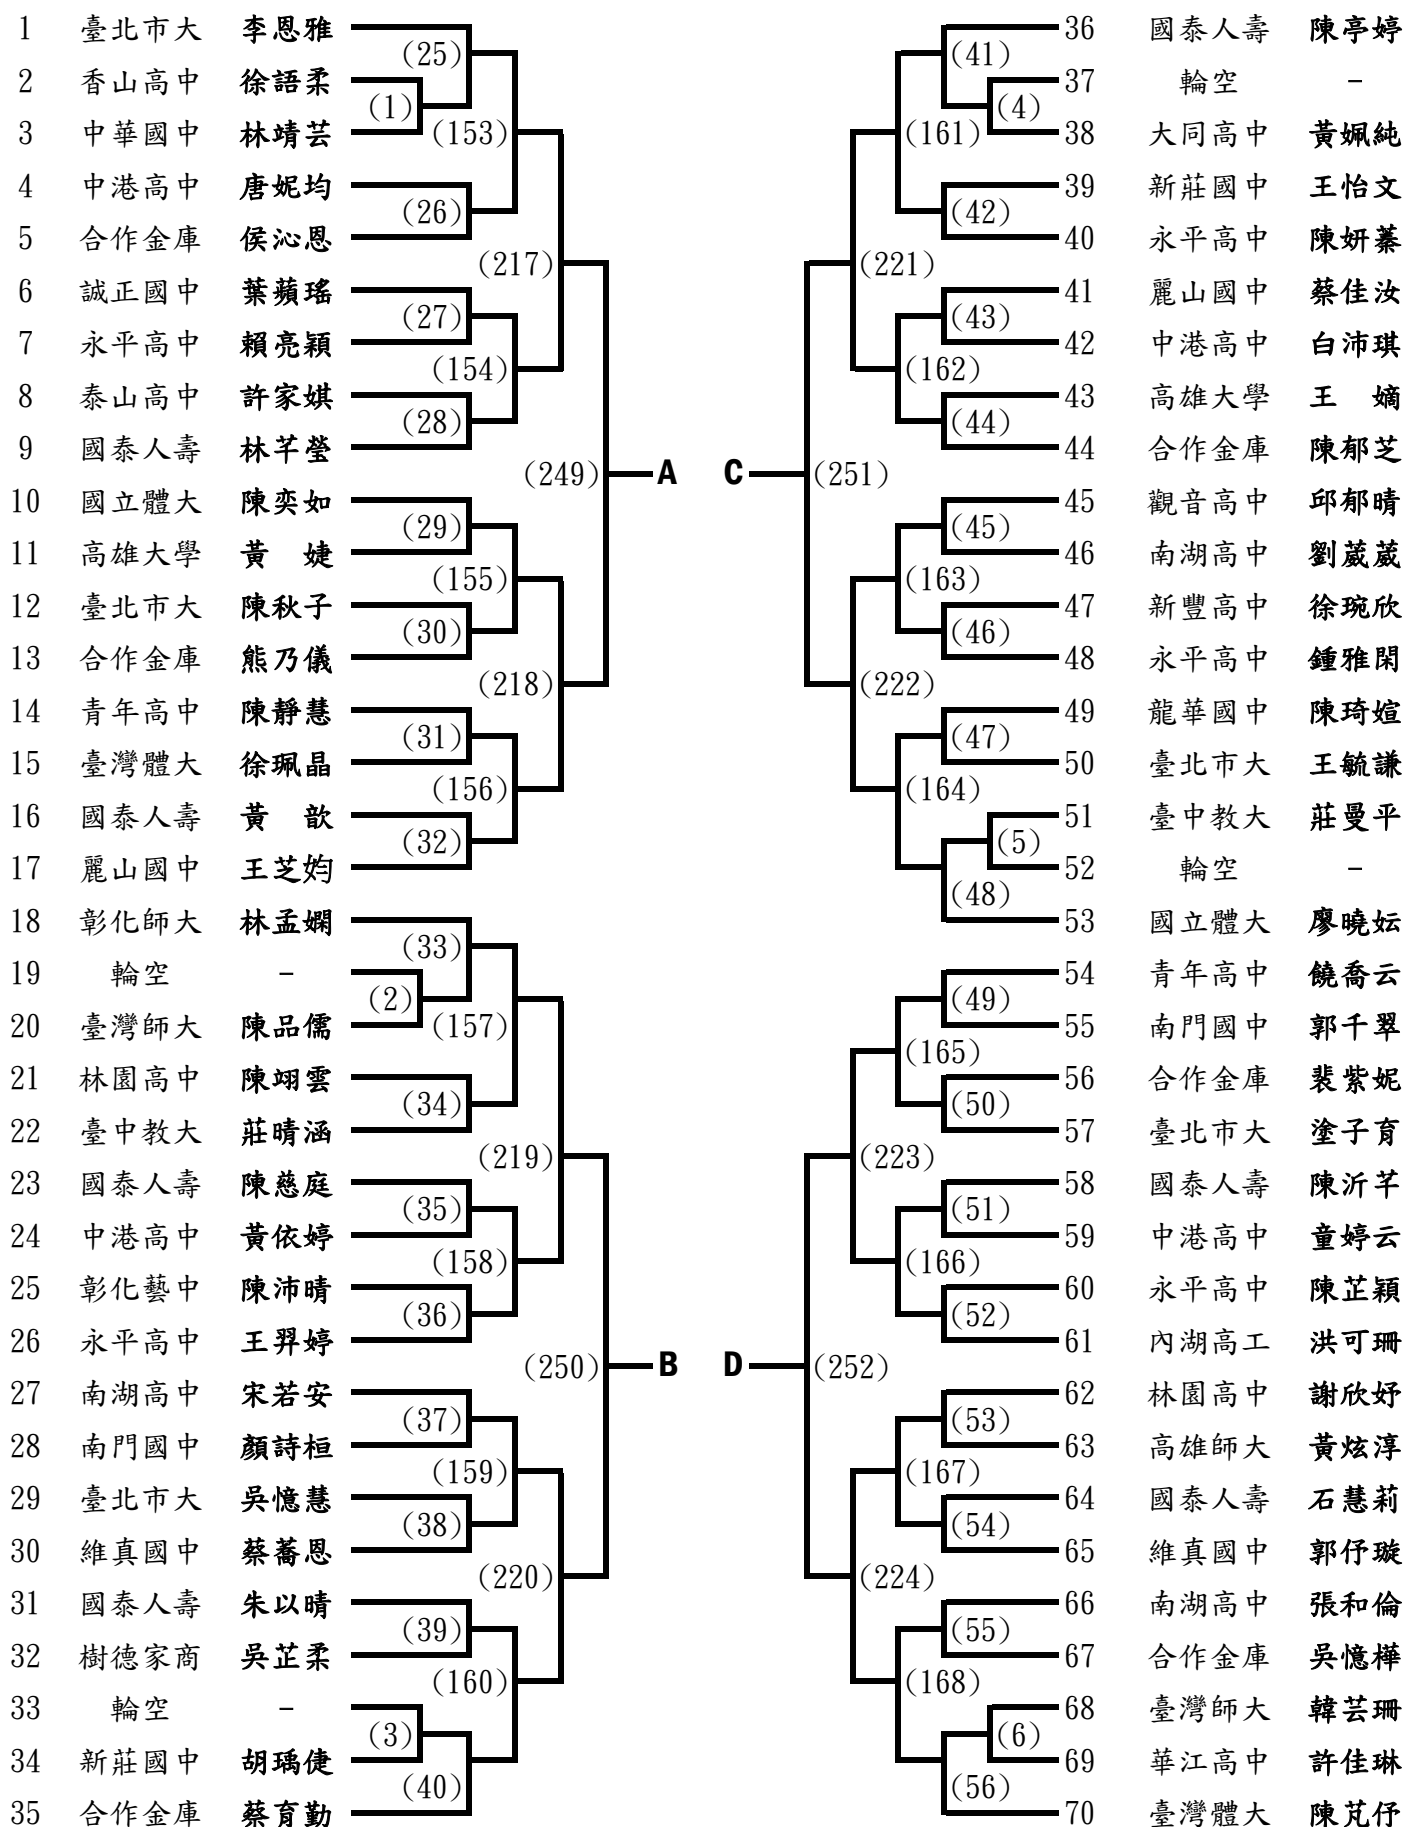 1 臺北市大 李恩雅
(25)
2 香山高中 徐語柔
(1)
3 中華國中 林靖芸
(153)
4 中港高中 唐妮均
(26)
5 合作金庫 侯沁恩
(217)
6 誠正國中 葉蘋瑤
(27)
7 永平高中 賴亮穎
(154)
8 泰山高中 許家娸
(28)
9 國泰人壽 林芊瑩
(249) A
10 國立體大 陳奕如
(29)
11 高雄大學 黃 婕
(155)
12 臺北市大 陳秋子
(30)
13 合作金庫 熊乃儀
(218)
14 青年高中 陳靜慧
(31)
15 臺灣體大 徐珮晶
(156)
16 國泰人壽 黃 歆
(32)
17 麗山國中 王芝妁
18 彰化師大 林孟嫻
(33)
19 輪空 -
(2)
20 臺灣師大 陳品儒
(157)
21 林園高中 陳翊雲
(34)
22 臺中教大 莊晴涵
(219)
23 國泰人壽 陳慈庭
(35)
24 中港高中 黃依婷
(158)
25 彰化藝中 陳沛晴
(36)
26 永平高中 王羿婷
(250) B
27 南湖高中 宋若安
(37)
28 南門國中 顏詩桓
(159)
29 臺北市大 吳憶慧
(38)
30 維真國中 蔡蕎恩
(220)
31 國泰人壽 朱以晴
(39)
32 樹德家商 吳芷柔
(160)
33 輪空 -
(3)
34 新莊國中 胡瑀倢
(40)
35 合作金庫 蔡育勤
36 國泰人壽 陳亭婷
(41)
37 輪空 -
(4)
38 大同高中 黃姵純
(161)
39 新莊國中 王怡文
(42)
40 永平高中 陳妍蓁
(221)
41 麗山國中 蔡佳汝
(43)
42 中港高中 白沛琪
(162)
43 高雄大學 王 嫡
(44)
44 合作金庫 陳郁芝
C (251)
45 觀音高中 邱郁晴
(45)
46 南湖高中 劉葳葳
(163)
47 新豐高中 徐琬欣
(46)
48 永平高中 鍾雅閑
(222)
49 龍華國中 陳琦媗
(47)
50 臺北市大 王毓謙
(164)
51 臺中教大 莊曼平
(5)
52 輪空 -
(48)
53 國立體大 廖曉妘
54 青年高中 饒喬云
(49)
55 南門國中 郭千翠
(165)
56 合作金庫 裴紫妮
(50)
57 臺北市大 塗子育
(223)
58 國泰人壽 陳沂芊
(51)
59 中港高中 童婷云
(166)
60 永平高中 陳芷穎
(52)
61 內湖高工 洪可珊
D (252)
62 林園高中 謝欣妤
(53)
63 高雄師大 黃炫淳
(167)
64 國泰人壽 石慧莉
(54)
65 維真國中 郭伃璇
(224)
66 南湖高中 張和倫
(55)
67 合作金庫 吳憶樺
(168)
68 臺灣師大 韓芸珊
(6)
69 華江高中 許佳琳
(56)
70 臺灣體大 陳芃伃